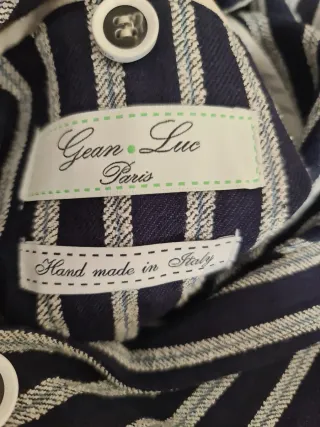 Gean • Luc
Paris
Hand made in Italy